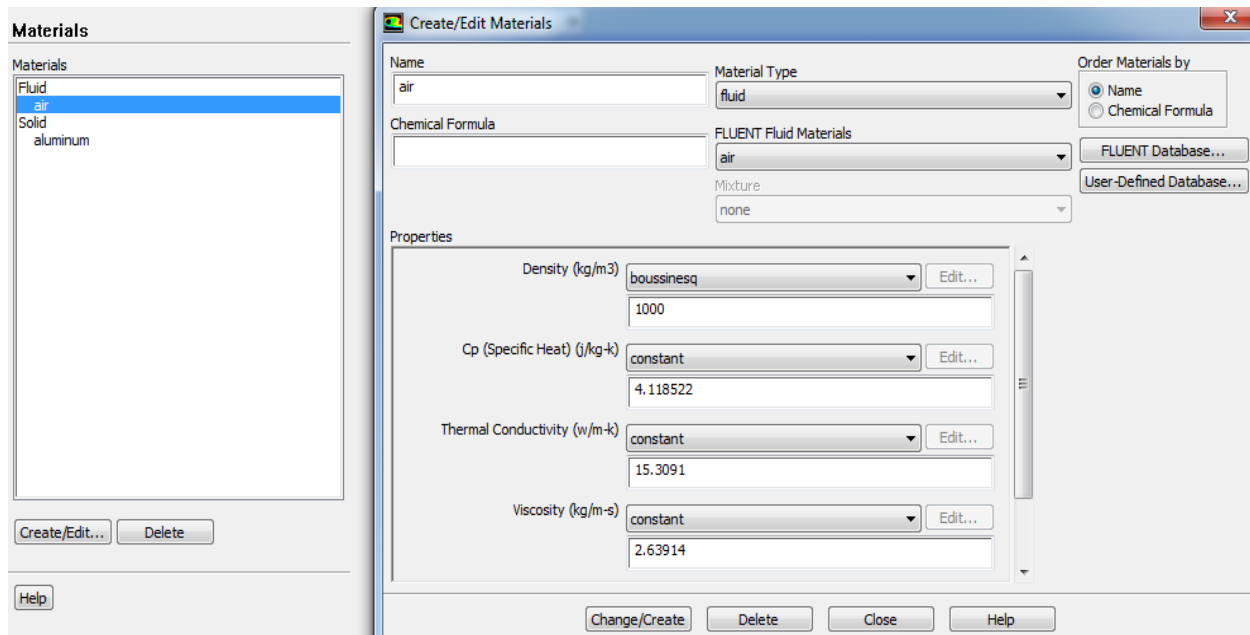 Materials
Materials
Fluid
air
Solid
aluminum
Create/Edit...
Delete
Help
Create/Edit Materials
Name
air
Chemical Formula
Material Type
fluid
FLUENT Fluid Materials
air
Mixture
none
Order Materials by
Name
Chemical Formula
FLUENT Database...
User-Defined Database...
Properties
Density (kg/m3)
boussinesq
Edit...
1000
Cp (Specific Heat) (j/kg-k)
constant
Edit...
4.118522
Thermal Conductivity (w/m-k)
constant
Edit...
15.3091
Viscosity (kg/m-s)
constant
Edit...
2.63914
Change/Create
Delete
Close
Help